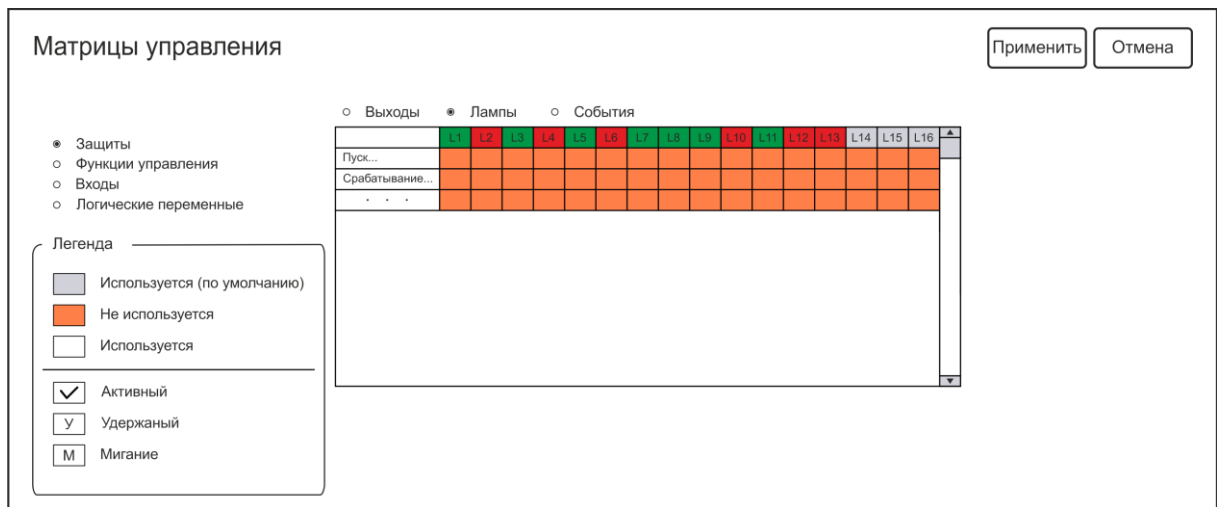 Матрицы управления
Применить
Отмена
Выходы Лампы События
Защиты
Функции управления
Входы
Логические переменные
L1 L2 L3 L4 L5 L6 L7 L8 L9 L10 L11 L12 L13 L14 L15 L16
Пуск...
Срабатывание...
. . .
Легенда
Используется (по умолчанию)
Не используется
Используется
Активный
У Удержаный
М Мигание